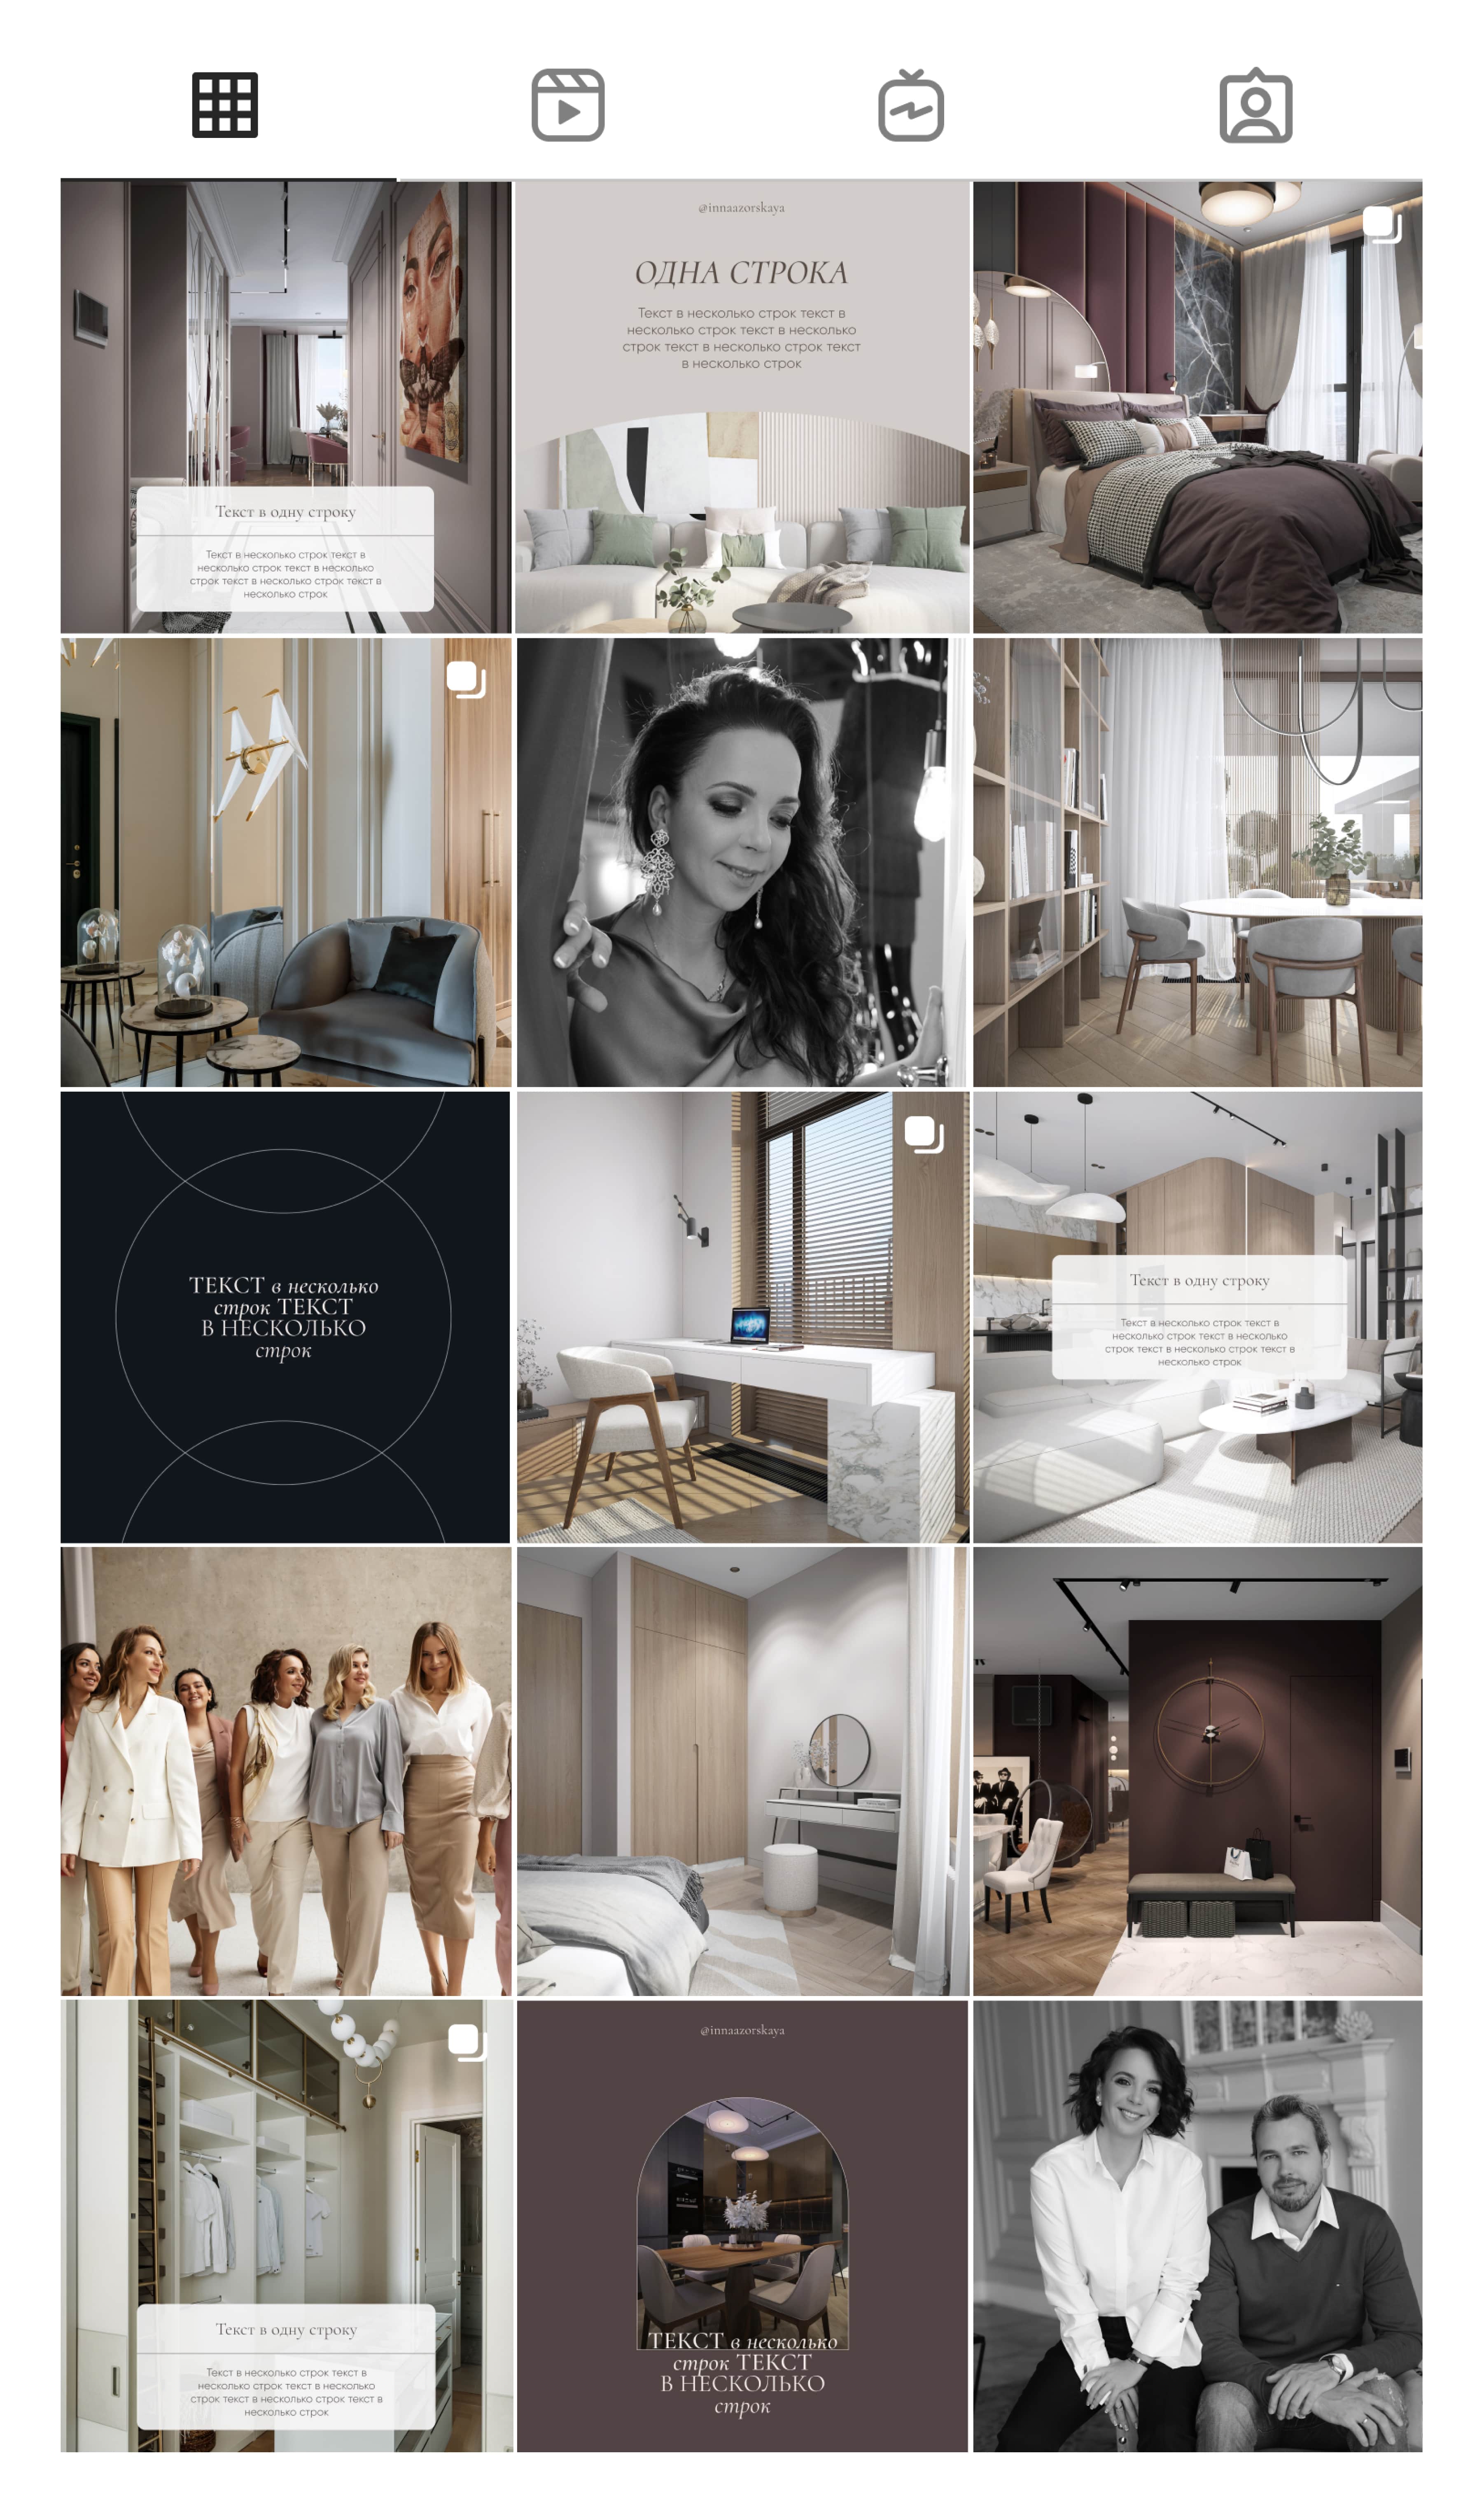 @innaazorskaya
ОДНА СТРОКА
Текст в несколько строк текст в
несколько строк текст в несколько
строк текст в несколько строк текст
в несколько строк
Текст в одну строку
Текст в несколько строк текст в
несколько строк текст в несколько
строк текст в несколько строк текст в
несколько строк
ТЕКСТ в несколько
строк ТЕКСТ
В НЕСКОЛЬКО
строк
Текст в одну строку
Текст в несколько строк текст в
несколько строк текст в несколько
строк текст в несколько строк текст в
несколько строк
Текст в одну строку
Текст в несколько строк текст в
несколько строк текст в несколько
строк текст в несколько строк текст в
несколько строк
@innaazorskaya
ТЕКСТ в несколько
строк ТЕКСТ
В НЕСКОЛЬКО
строк